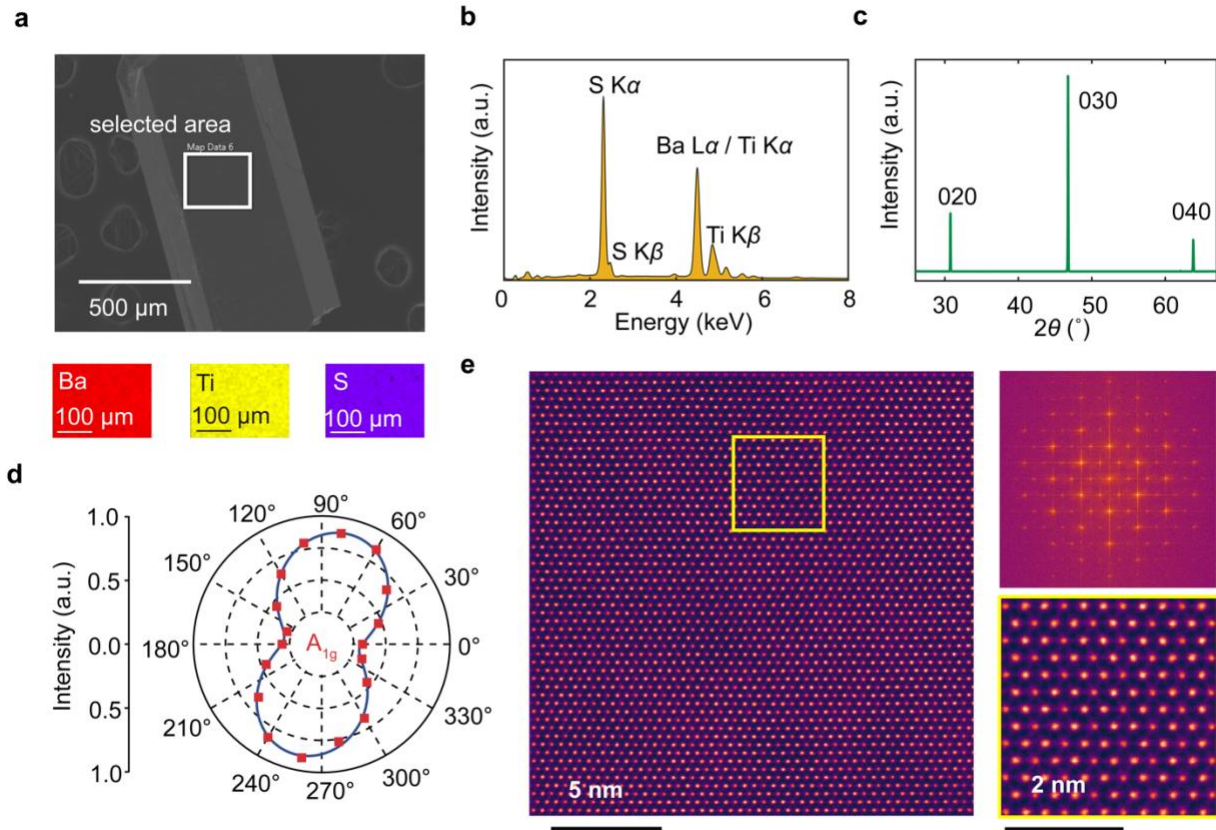 a
selected area
Map Data 6
500 μm
Ba
100 μm
Ti
100 μm
S
100 μm
b
Intensity (a.u.)
S Kα
S Kβ
Ba Lα / Ti Kα
Ti Kβ
0
2
4
6
8
Energy (keV)
c
Intensity (a.u.)
020
030
040
30
40
50
60
2θ (°)
d
Intensity (a.u.)
1.0
0.5
0.0
0.5
1.0
90°
60°
30°
0°
330°
300°
270°
240°
210°
180°
150°
120°
A1g
e
5 nm
2 nm